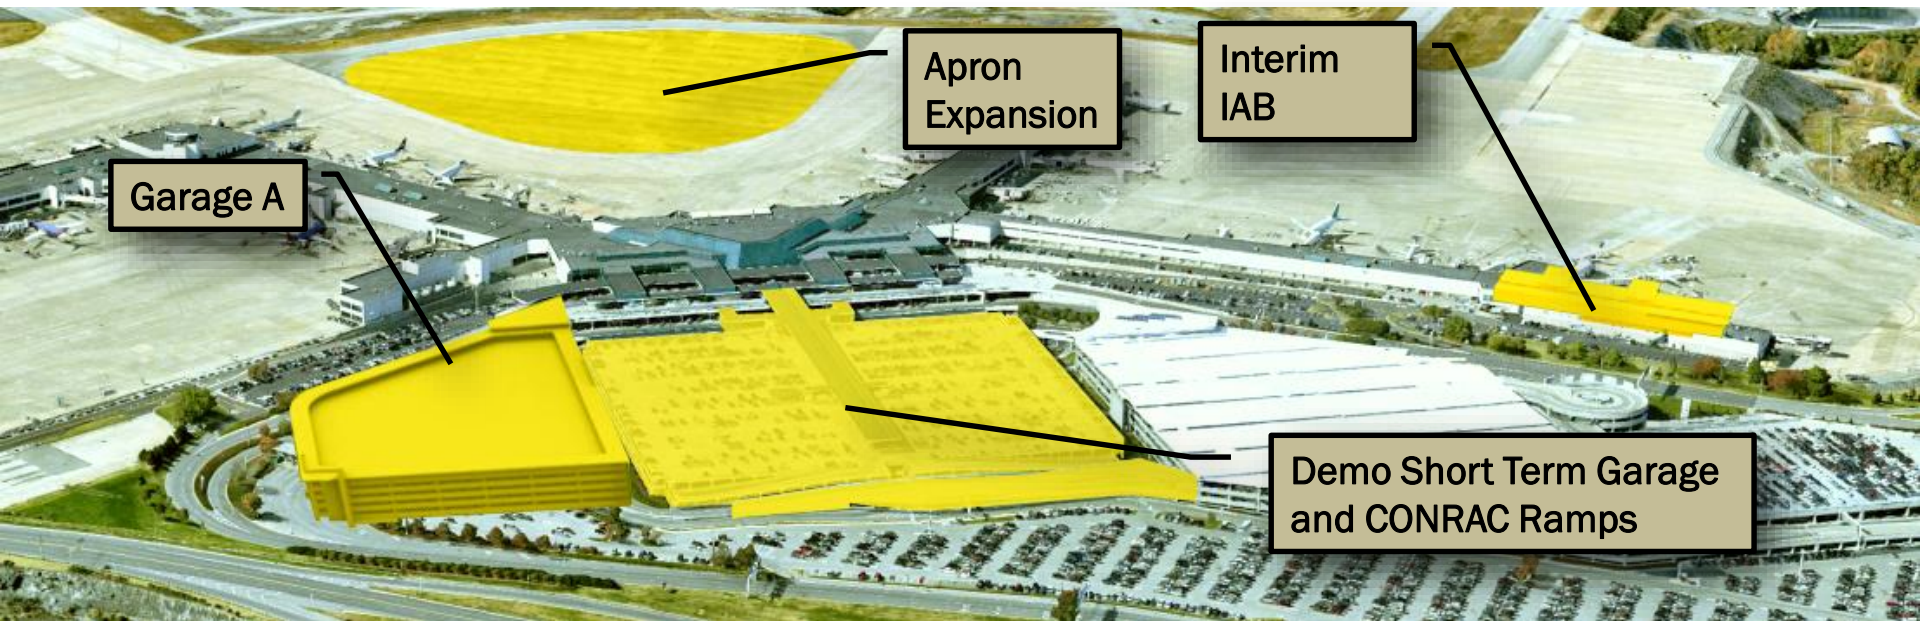 Apron
Expansion
Interim
IAB
Garage A
Demo Short Term Garage
and CONRAC Ramps